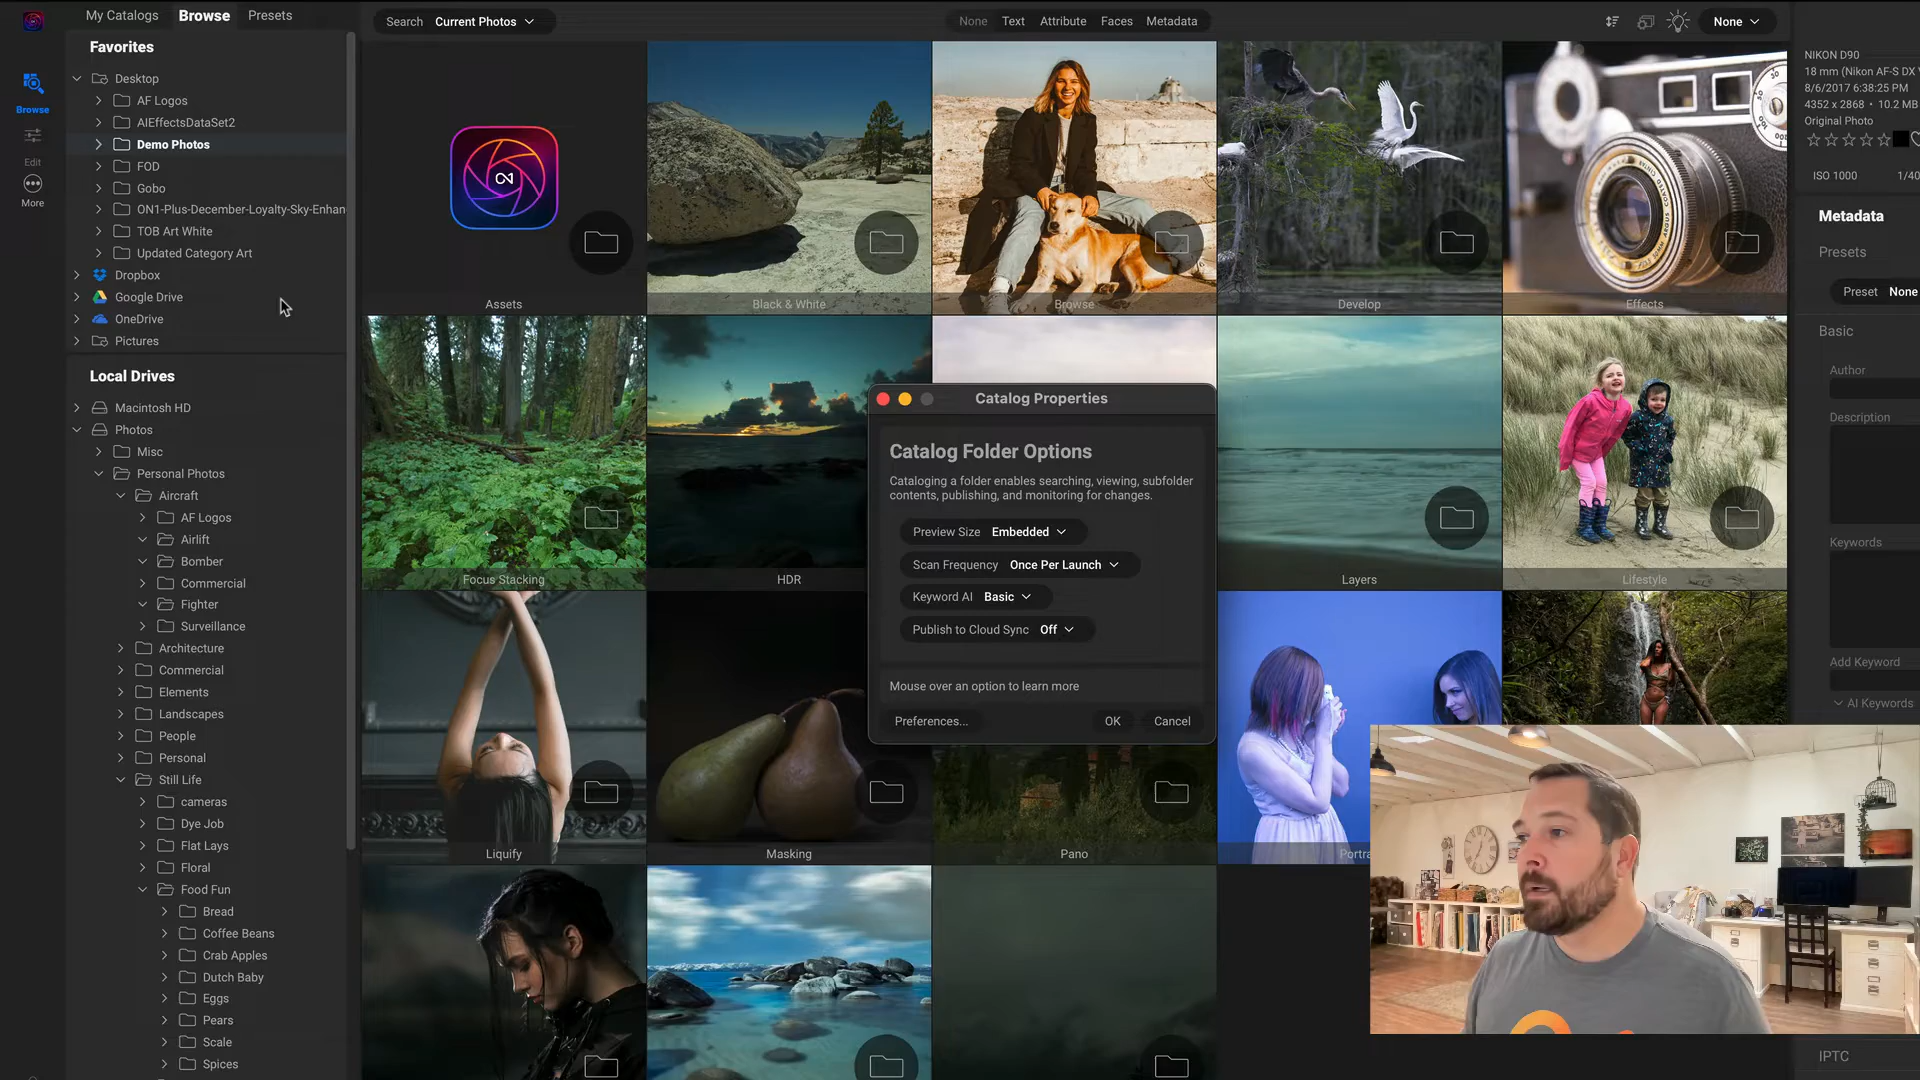 My Catalogs Browse Presets
Search Current Photos
None Text Attribute Faces Metadata
None
Favorites
Desktop
AF Logos
AIEffectsDataSet2
Demo Photos
FOD
Gobo
ON1-Plus-December-Loyalty-Sky-Enhan
TOB Art White
Updated Category Art
Dropbox
Google Drive
OneDrive
Pictures
Browse
Edit
More
Local Drives
Macintosh HD
Photos
Misc
Personal Photos
Aircraft
AF Logos
Airlift
Bomber
Commercial
Fighter
Surveillance
Architecture
Commercial
Elements
Landscapes
People
Personal
Still Life
cameras
Dye Job
Flat Lays
Floral
Food Fun
Bread
Coffee Beans
Crab Apples
Dutch Baby
Eggs
Pears
Scale
Spices
Assets
Black & White
Browse
Develop
Effects
Focus Stacking
HDR
Layers
Lifestyle
Liquify
Masking
Pano
Portra
Catalog Properties
Catalog Folder Options
Cataloging a folder enables searching, viewing, subfolder
contents, publishing, and monitoring for changes.
Preview Size Embedded
Scan Frequency Once Per Launch
Keyword AI Basic
Publish to Cloud Sync Off
Mouse over an option to learn more
Preferences... OK Cancel
NIKON D90
18 mm (Nikon AF-S DX
8/6/2017 6:38:25 PM
4352 x 2868 • 10.2 MB
Original Photo
ISO 1000 1/40
Metadata
Presets
Preset None
Basic
Author
Description
Keywords
Add Keyword
AI Keywords
IPTC